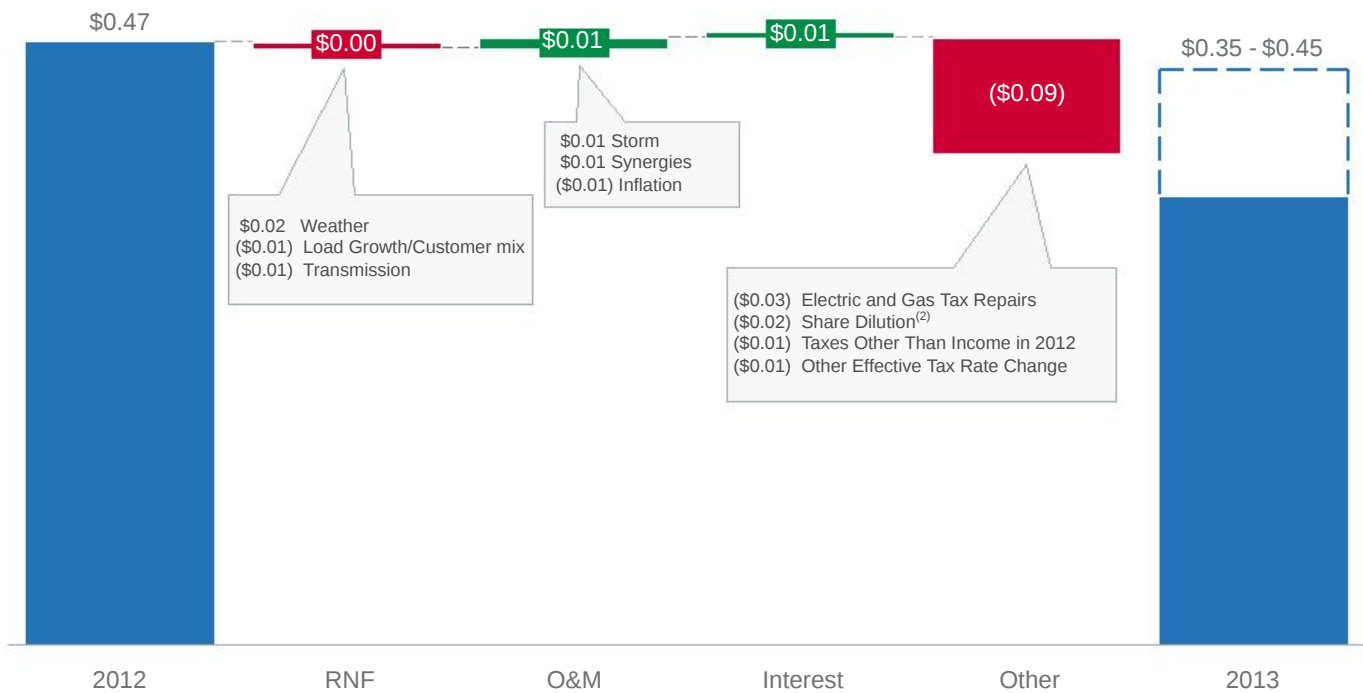 $0.47
$0.00
$0.01
$0.01
($0.09)
$0.35 - $0.45
$0.02 Weather
($0.01) Load Growth/Customer mix
($0.01) Transmission
$0.01 Storm
$0.01 Synergies
($0.01) Inflation
($0.03) Electric and Gas Tax Repairs
($0.02) Share Dilution(2)
($0.01) Taxes Other Than Income in 2012
($0.01) Other Effective Tax Rate Change
2012
RNF
O&M
Interest
Other
2013